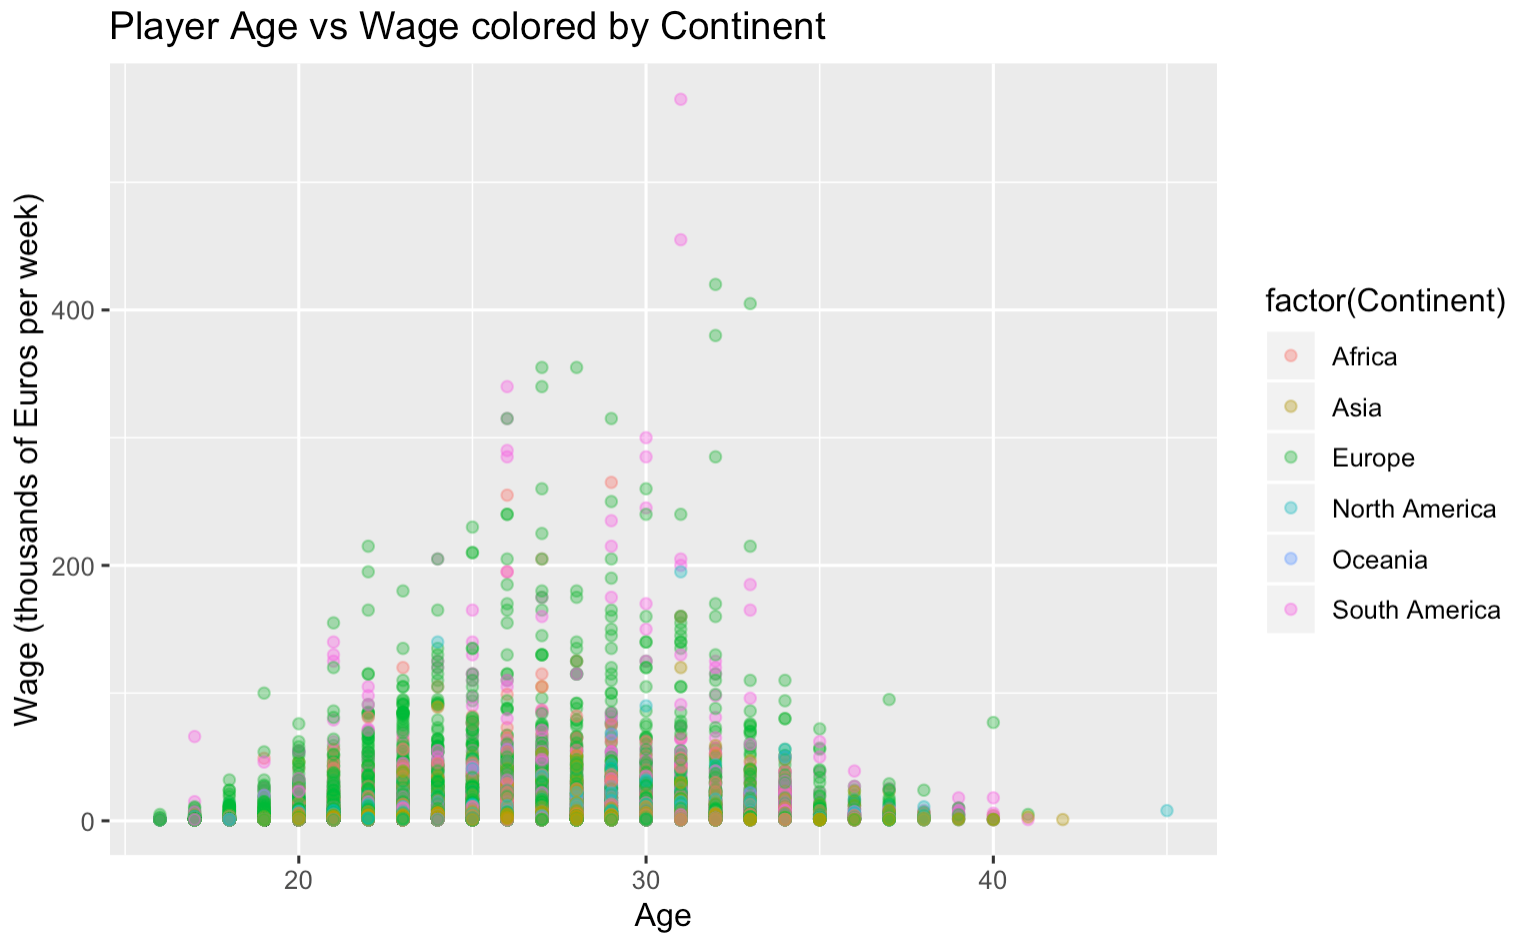 Player Age vs Wage colored by Continent
Wage (thousands of Euros per week)
400
200
0
20
30
40
Age
factor(Continent)
Africa
Asia
Europe
North America
Oceania
South America